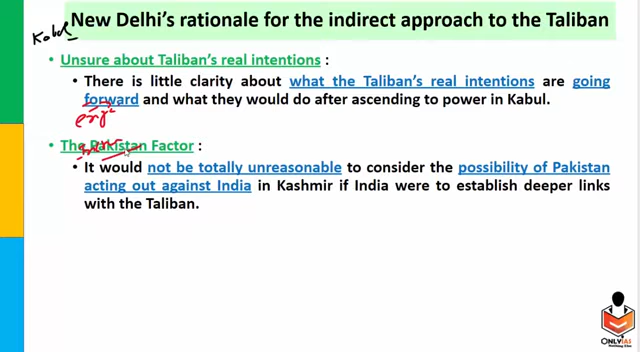 New Delhi's rationale for the indirect approach to the Taliban
Kabul
• Unsure about Taliban's real intentions :
• There is little clarity about what the Taliban's real intentions are going
forward and what they would do after ascending to power in Kabul.
• The Pakistan Factor :
• It would not be totally unreasonable to consider the possibility of Pakistan
acting out against India in Kashmir if India were to establish deeper links
with the Taliban.
ONLYIAS